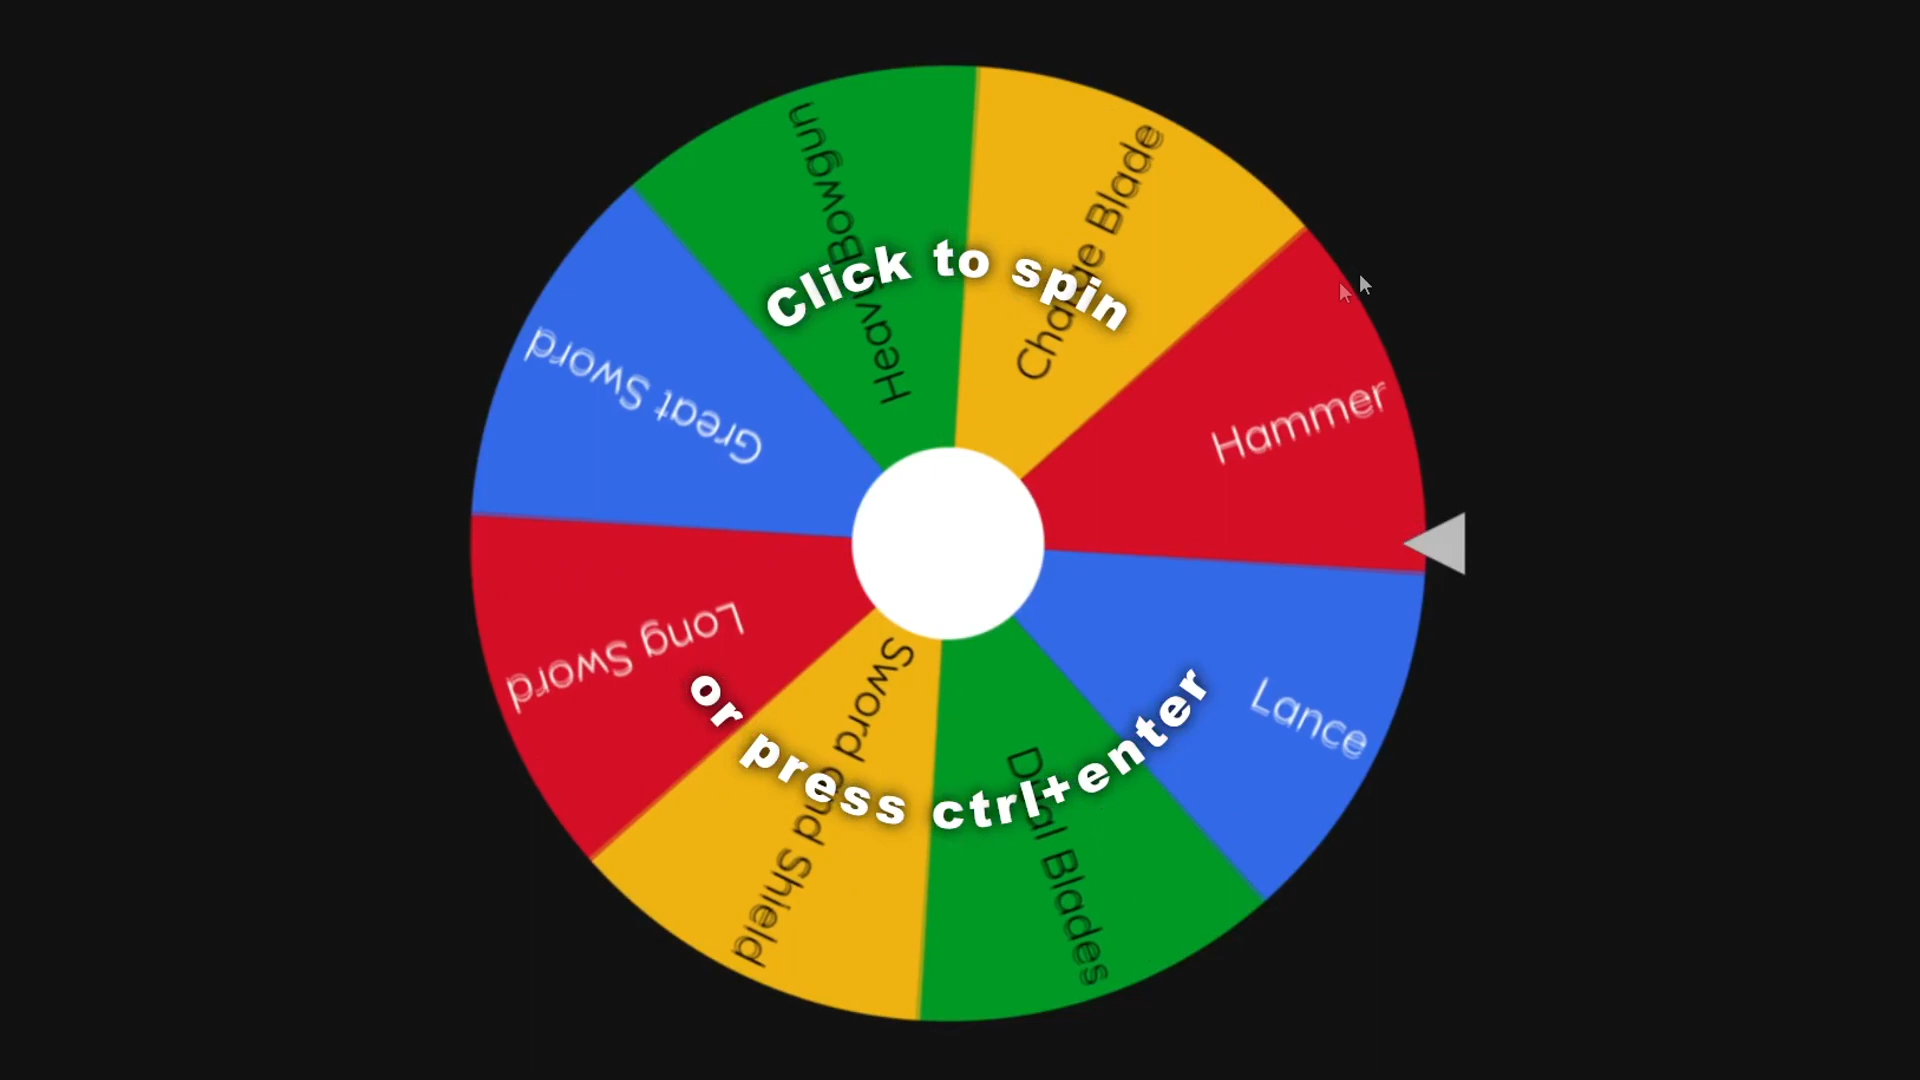 Click to spin
or press ctrl+enter
Heavy Bowgun
Charge Blade
Hammer
Lance
Dual Blades
Sword and Shield
Long Sword
Great Sword